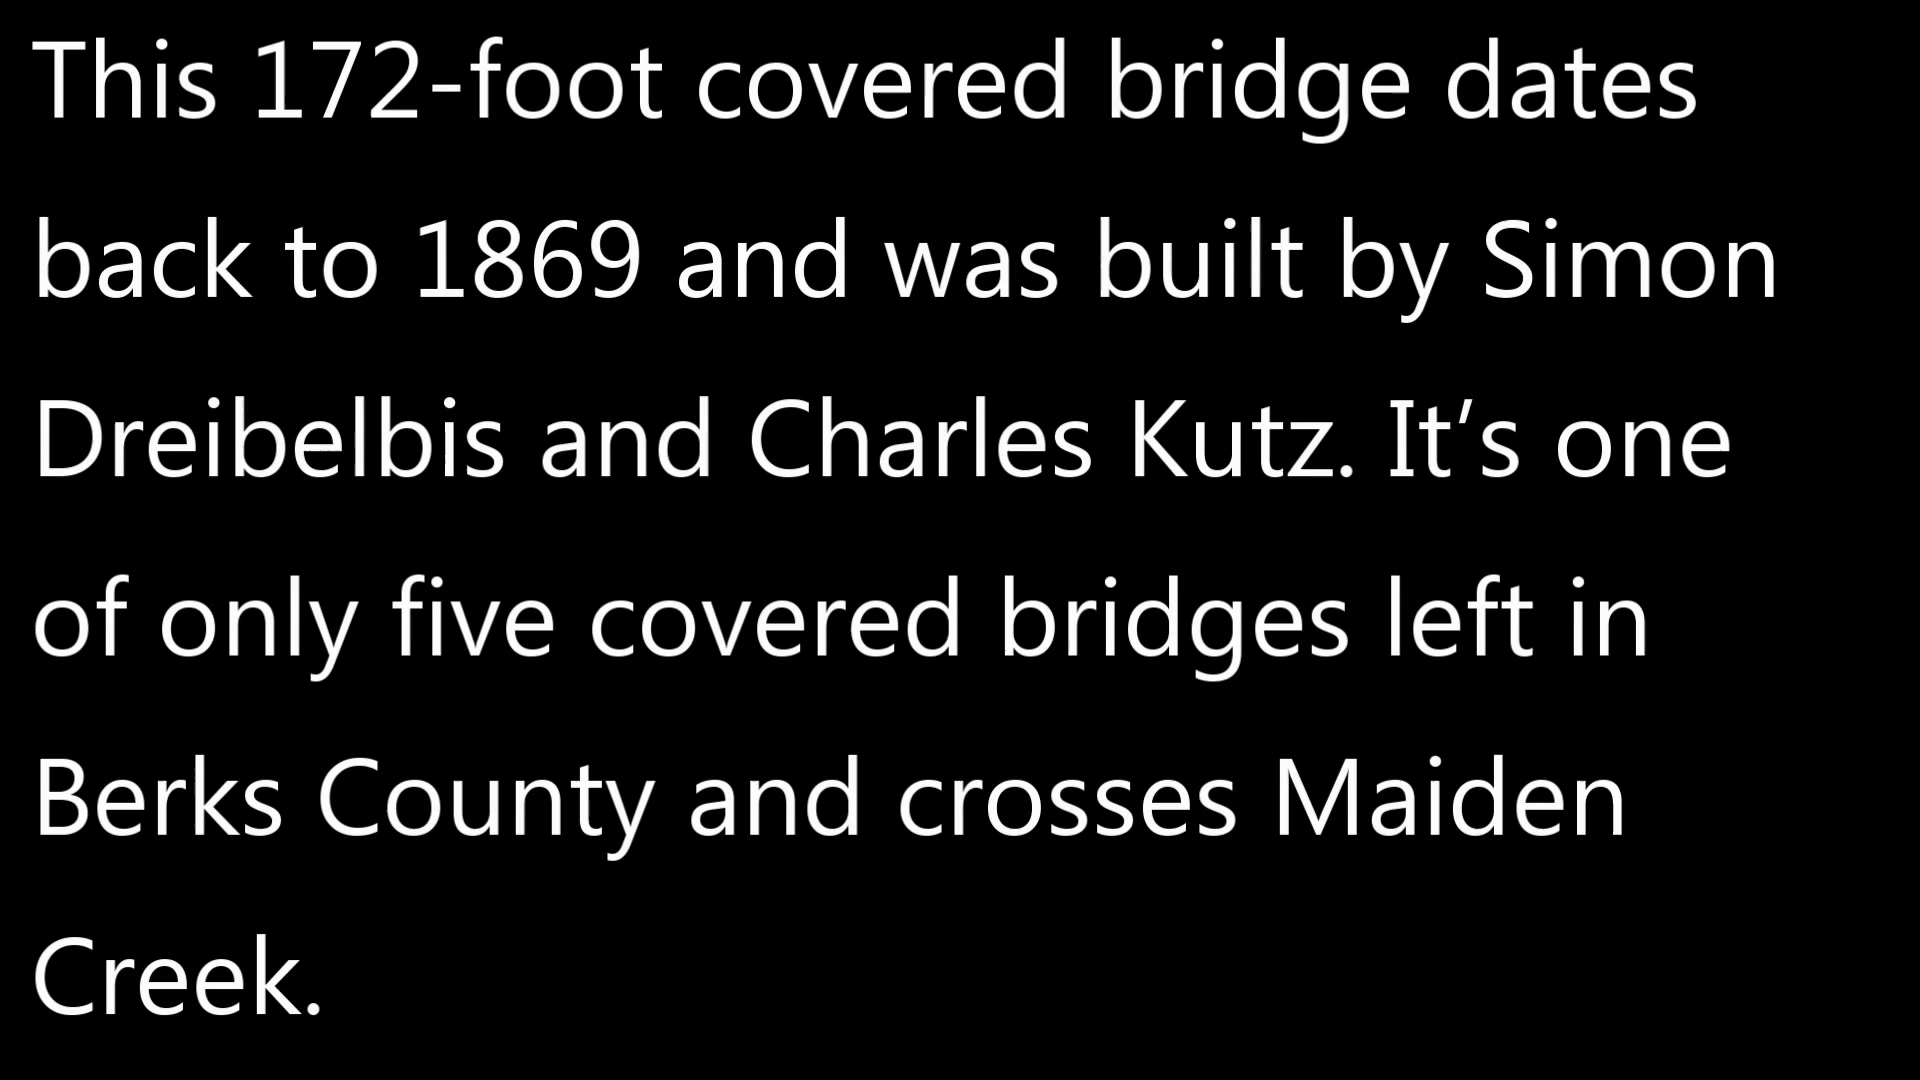 This 172-foot covered bridge dates
back to 1869 and was built by Simon
Dreibelbis and Charles Kutz. It’s one
of only five covered bridges left in
Berks County and crosses Maiden
Creek.